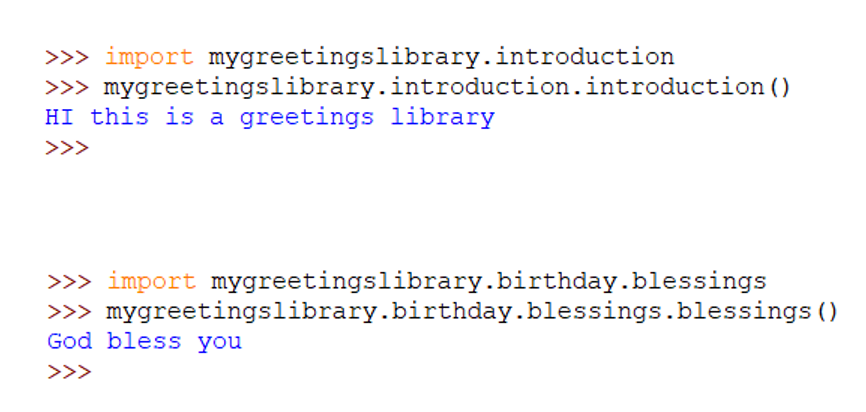 >>> import mygreetingslibrary.introduction
>>> mygreetingslibrary.introduction.introduction()
HI this is a greetings library
>>>
>>> import mygreetingslibrary.birthday.blessings
>>> mygreetingslibrary.birthday.blessings.blessings()
God bless you
>>>